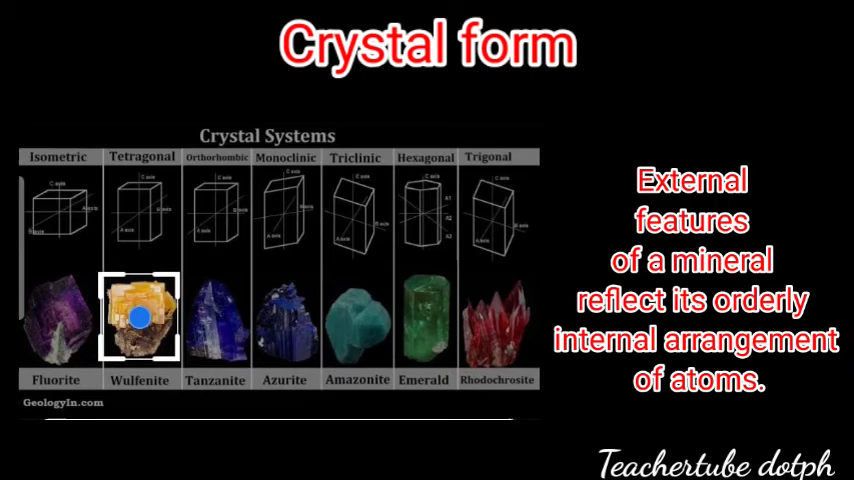 Crystal form
Crystal Systems
Isometric Tetragonal Orthorhombic Monoclinic Triclinic Hexagonal Trigonal
Fluorite Wulfenite Tanzanite Azurite Amazonite Emerald Rhodochrosite
GeologyIn.com
External
features
of a mineral
reflect its orderly
internal arrangement
of atoms.
Teachertube dotph